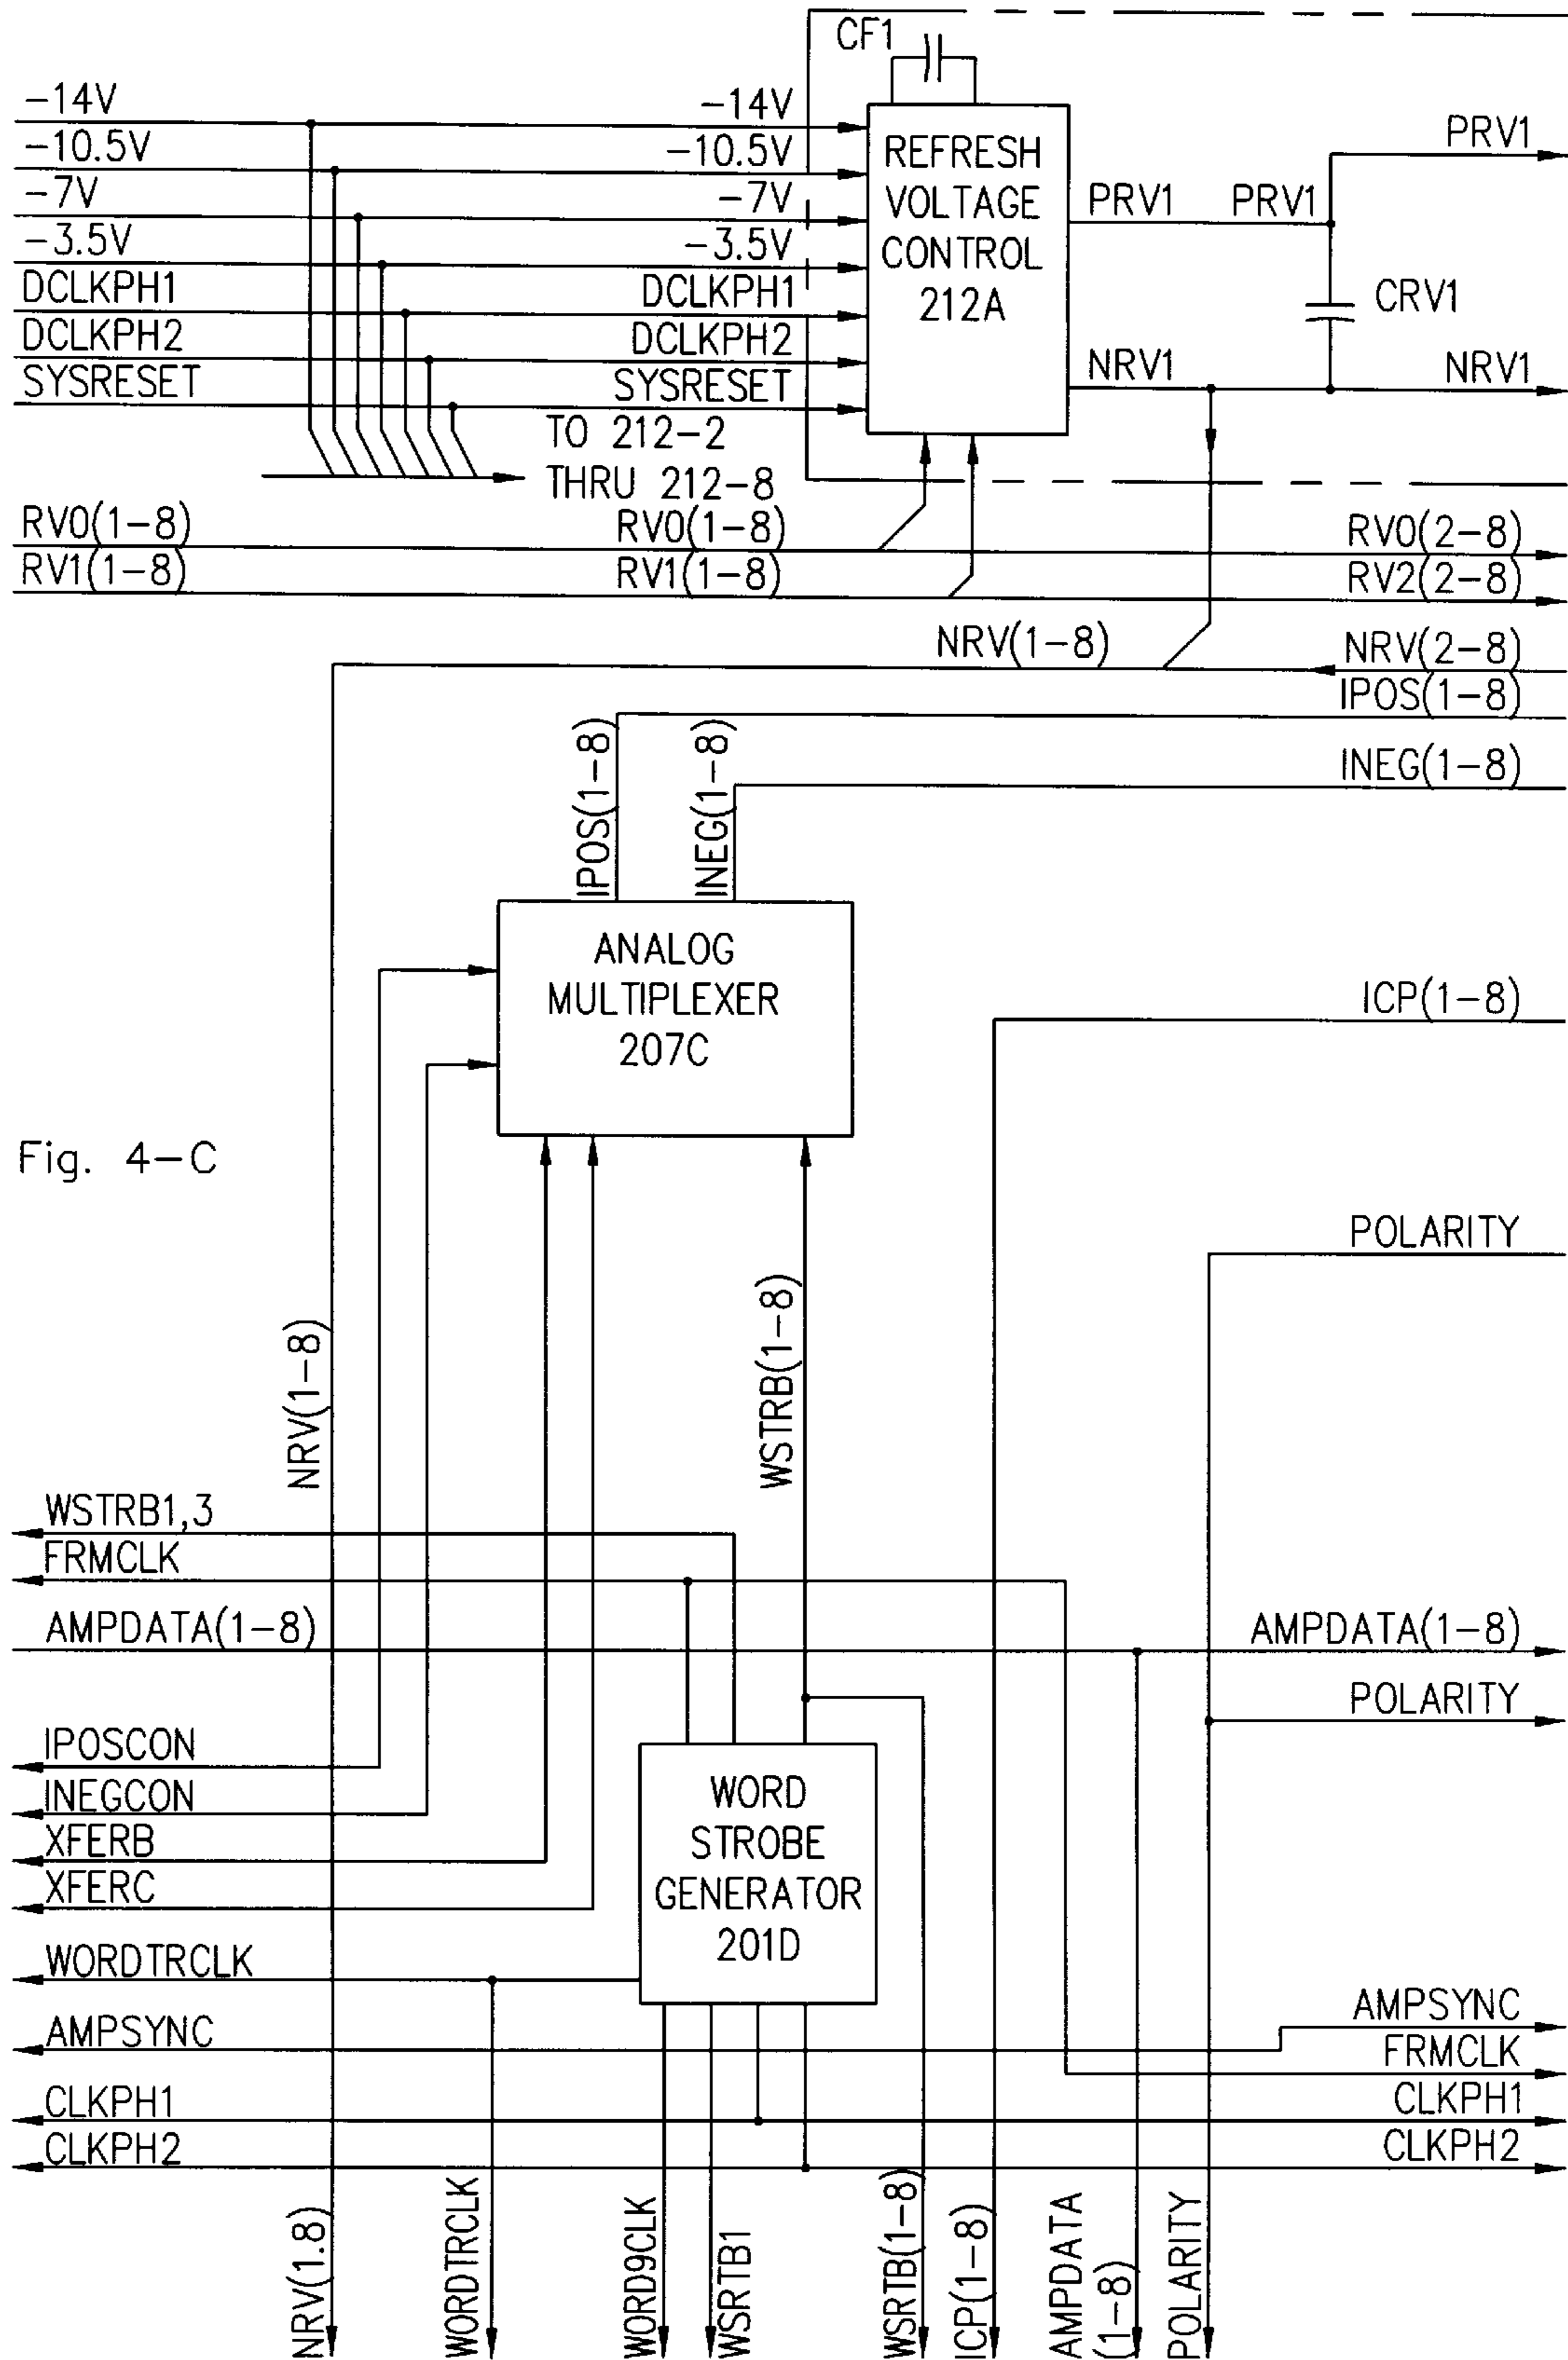 CF1
-14V
-14V
PRV1
-10.5V
-10.5V
REFRESH
VOLTAGE
CONTROL
212A
-7V
-7V
PRV1
PRV1
-3.5V
-3.5V
DCLKPH1
DCLKPH1
CRV1
DCLKPH2
DCLKPH2
NRV1
NRV1
SYSRESET
SYSRESET
TO 212-2
THRU 212-8
RV0(1-8)
RV0(1-8)
RV0(2-8)
RV1(1-8)
RV1(1-8)
RV2(2-8)
NRV(1-8)
NRV(2-8)
IPOS(1-8)
IPOS(1-8)
INEG(1-8)
INEG(1-8)
ANALOG
MULTIPLEXER
207C
ICP(1-8)
Fig. 4-C
POLARITY
NRV(1-8)
WSTRB(1-8)
WSTRB1,3
FRMCLK
AMPDATA(1-8)
AMPDATA(1-8)
POLARITY
IPOSCON
INEGCON
XFERB
XFERC
WORD
STROBE
GENERATOR
201D
WORDTRCLK
AMPSYNC
AMPSYNC
FRMCLK
CLKPH1
CLKPH1
CLKPH2
CLKPH2
NRV(1.8)
WORDTRCLK
WORD9CLK
WSRTB1
WSRTB(1-8)
ICP(1-8)
AMPDATA
(1-8)
POLARITY